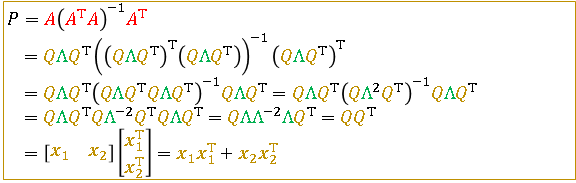 P = A(AᵀA)⁻¹Aᵀ
= QΛQᵀ((QΛQᵀ)ᵀ(QΛQᵀ))⁻¹(QΛQᵀ)ᵀ
= QΛQᵀ(QΛQᵀQΛQᵀ)⁻¹QΛQᵀ = QΛQᵀ(QΛ²Qᵀ)⁻¹QΛQᵀ
= QΛQᵀQΛ⁻²QᵀQΛQᵀ = QΛΛ⁻²ΛQᵀ = QQᵀ
= [x₁ x₂][x₁ᵀ x₂ᵀ] = x₁x₁ᵀ + x₂x₂ᵀ